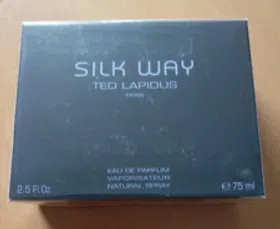 SILK WAY
TED LAPIDUS
PARIS
EAU DE PARFUM
VAPORISATEUR
NATURAL SPRAY
2.5 Fl.Oz
℮ 75 ml